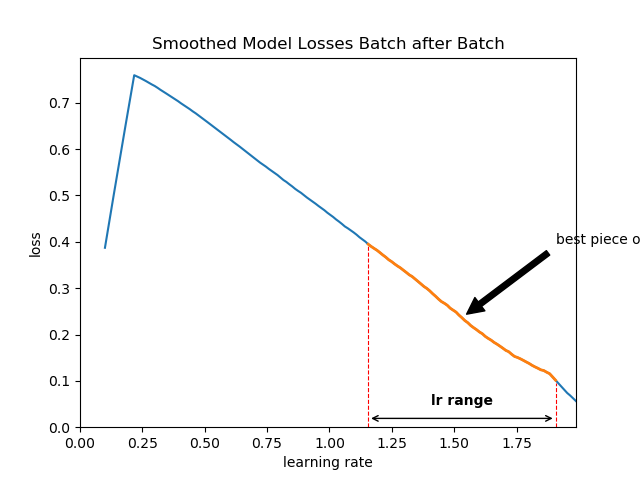 Smoothed Model Losses Batch after Batch
0.7
0.6
0.5
0.4
0.3
0.2
0.1
0.0
loss
best piece o
lr range
0.00 0.25 0.50 0.75 1.00 1.25 1.50 1.75
learning rate